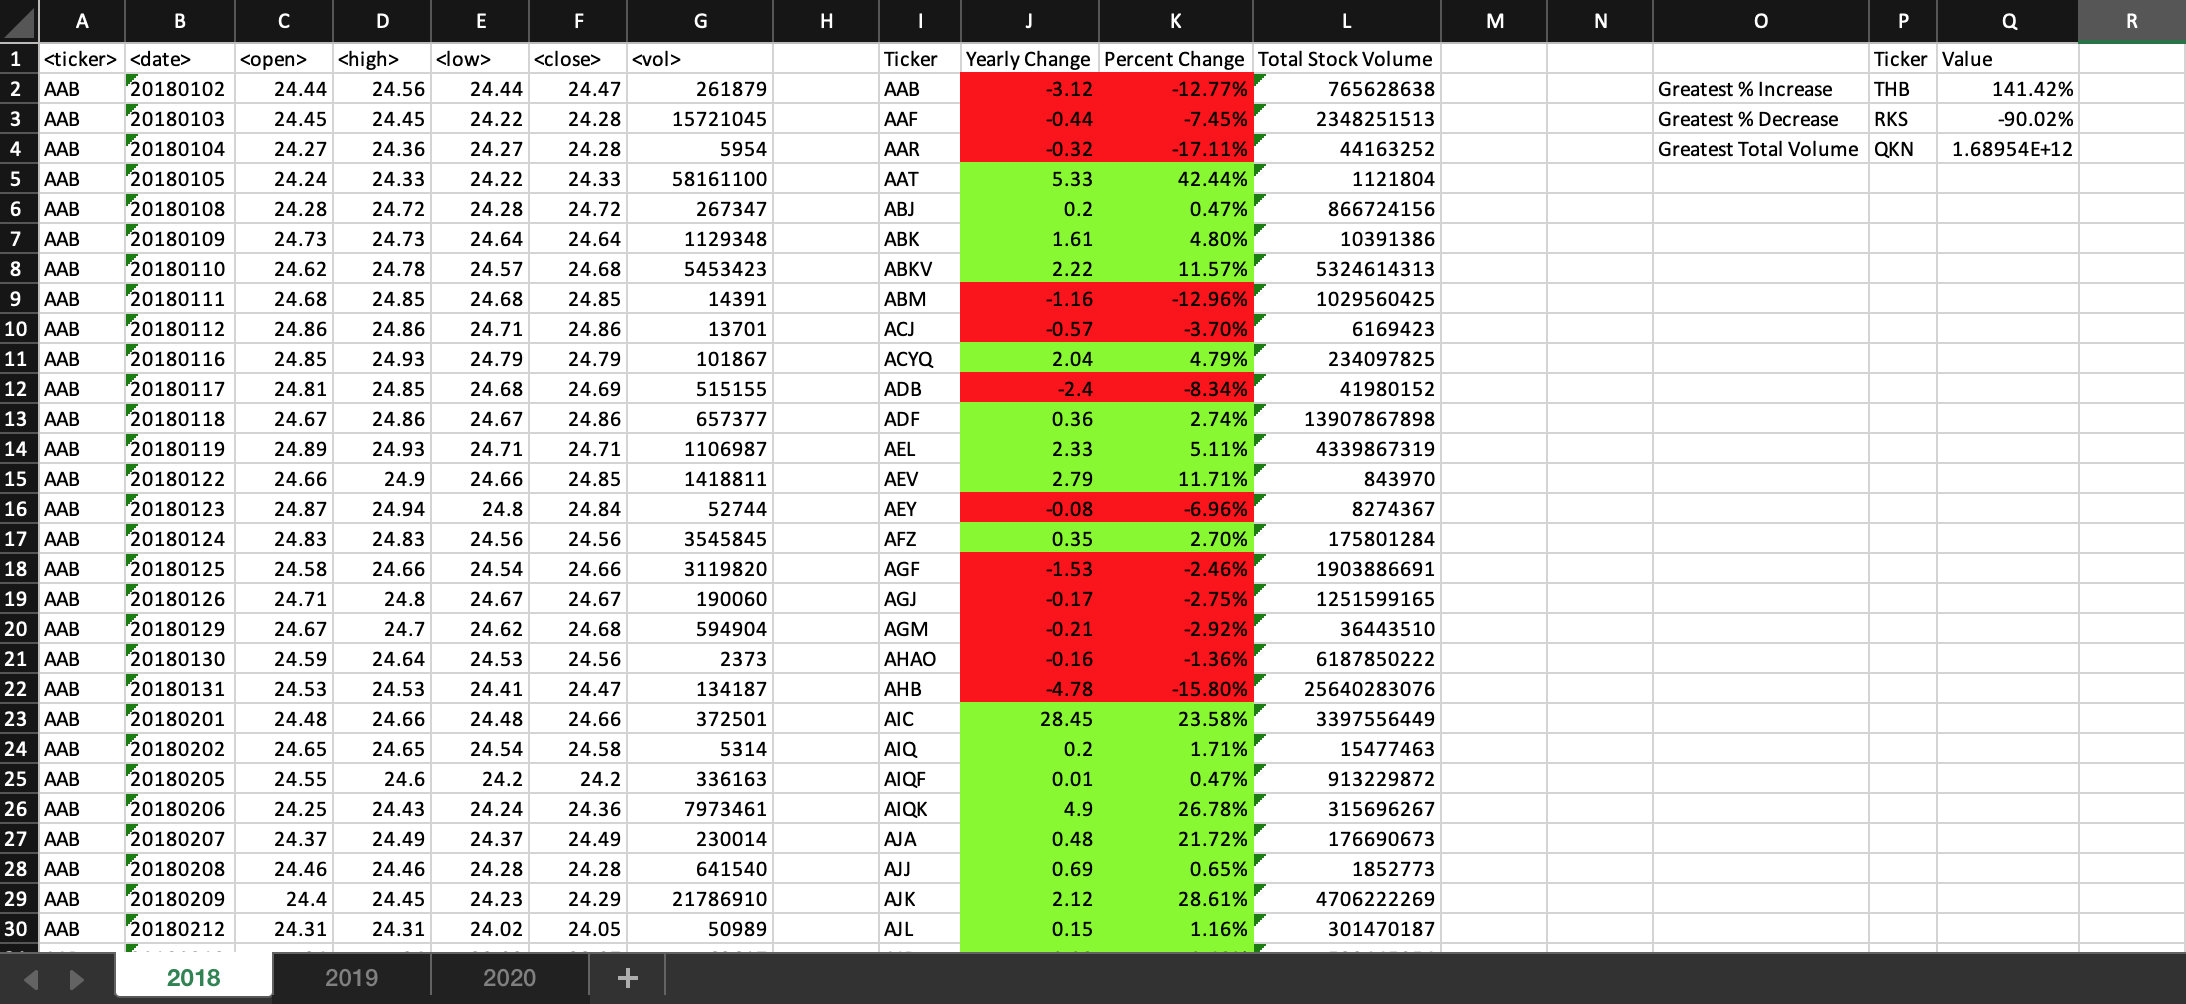 A B C D E F G H I J K L M N O P Q R
1 <ticker> <date> <open> <high> <low> <close> <vol> Ticker Yearly Change Percent Change Total Stock Volume Ticker Value
2 AAB 20180102 24.44 24.56 24.44 24.47 261879 AAB -3.12 -12.77% 765628638 Greatest % Increase THB 141.42%
3 AAB 20180103 24.45 24.45 24.22 24.28 15721045 AAF -0.44 -7.45% 2348251513 Greatest % Decrease RKS -90.02%
4 AAB 20180104 24.27 24.36 24.27 24.28 5954 AAR -0.32 -17.11% 44163252 Greatest Total Volume QKN 1.68954E+12
5 AAB 20180105 24.24 24.33 24.22 24.33 58161100 AAT 5.33 42.44% 1121804
6 AAB 20180108 24.28 24.72 24.28 24.72 267347 ABJ 0.2 0.47% 866724156
7 AAB 20180109 24.73 24.73 24.64 24.64 1129348 ABK 1.61 4.80% 10391386
8 AAB 20180110 24.62 24.78 24.57 24.68 5453423 ABKV 2.22 11.57% 5324614313
9 AAB 20180111 24.68 24.85 24.68 24.85 14391 ABM -1.16 -12.96% 1029560425
10 AAB 20180112 24.86 24.86 24.71 24.86 13701 ACJ -0.57 -3.70% 6169423
11 AAB 20180116 24.85 24.93 24.79 24.79 101867 ACYQ 2.04 4.79% 234097825
12 AAB 20180117 24.81 24.85 24.68 24.69 515155 ADB -2.4 -8.34% 41980152
13 AAB 20180118 24.67 24.86 24.67 24.86 657377 ADF 0.36 2.74% 13907867898
14 AAB 20180119 24.89 24.93 24.71 24.71 1106987 AEL 2.33 5.11% 4339867319
15 AAB 20180122 24.66 24.9 24.66 24.85 1418811 AEV 2.79 11.71% 843970
16 AAB 20180123 24.87 24.94 24.8 24.84 52744 AEY -0.08 -6.96% 8274367
17 AAB 20180124 24.83 24.83 24.56 24.56 3545845 AFZ 0.35 2.70% 175801284
18 AAB 20180125 24.58 24.66 24.54 24.66 3119820 AGF -1.53 -2.46% 1903886691
19 AAB 20180126 24.71 24.8 24.67 24.67 190060 AGJ -0.17 -2.75% 1251599165
20 AAB 20180129 24.67 24.7 24.62 24.68 594904 AGM -0.21 -2.92% 36443510
21 AAB 20180130 24.59 24.64 24.53 24.56 2373 AHAO -0.16 -1.36% 6187850222
22 AAB 20180131 24.53 24.53 24.41 24.47 134187 AHB -4.78 -15.80% 25640283076
23 AAB 20180201 24.48 24.66 24.48 24.66 372501 AIC 28.45 23.58% 3397556449
24 AAB 20180202 24.65 24.65 24.54 24.58 5314 AIQ 0.2 1.71% 15477463
25 AAB 20180205 24.55 24.6 24.2 24.2 336163 AIQF 0.01 0.47% 913229872
26 AAB 20180206 24.25 24.43 24.24 24.36 7973461 AIQK 4.9 26.78% 315696267
27 AAB 20180207 24.37 24.49 24.37 24.49 230014 AJA 0.48 21.72% 176690673
28 AAB 20180208 24.46 24.46 24.28 24.28 641540 AJJ 0.69 0.65% 1852773
29 AAB 20180209 24.4 24.45 24.23 24.29 21786910 AJK 2.12 28.61% 4706222269
30 AAB 20180212 24.31 24.31 24.02 24.05 50989 AJL 0.15 1.16% 301470187
2018 2019 2020 +